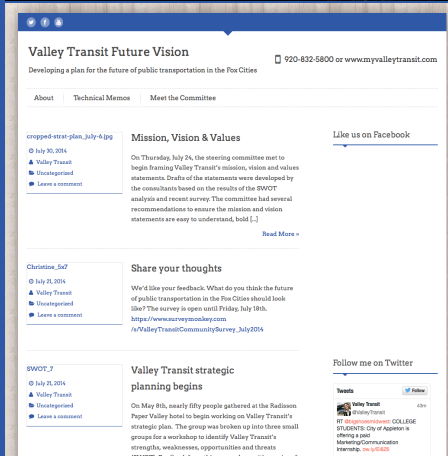 Valley Transit Future Vision
920-832-5800 or www.myvalleytransit.com
Developing a plan for the future of public transportation in the Fox Cities
About
Technical Memos
Meet the Committee
cropped-strat-plan_july-6.jpg
July 30, 2014
Valley Transit
Uncategorized
Leave a comment
Mission, Vision & Values
On Thursday, July 24, the steering committee met to
begin framing Valley Transit's mission, vision and values
statements. Drafts of the statements were developed by
the consultants based on the results of the SWOT
analysis and recent survey. The committee had several
recommendations to ensure the mission and vision
statements are easy to understand, bold [...]
Read More »
Like us on Facebook
Christine_5x7
July 21, 2014
Valley Transit
Uncategorized
Leave a comment
Share your thoughts
We'd like your feedback. What do you think the future
of public transportation in the Fox Cities should look
like? The survey is open until Friday, July 18th.
https://www.surveymonkey.com
/s/ValleyTransitCommunitySurvey_July2014
SWOT_7
July 21, 2014
Valley Transit
Uncategorized
Leave a comment
Valley Transit strategic
planning begins
On May 8th, nearly fifty people gathered at the Radisson
Paper Valley hotel to begin working on Valley Transit's
strategic plan. The group was broken up into three small
groups for a workshop to identify Valley Transit's
strengths, weaknesses, opportunities and threats
Follow me on Twitter
Tweets
Follow
Valley Transit
43m
@ValleyTransit
RT @bigshoesmdwest: COLLEGE
STUDENTS: City of Appleton is
offering a paid
Marketing/Communication
Internship.